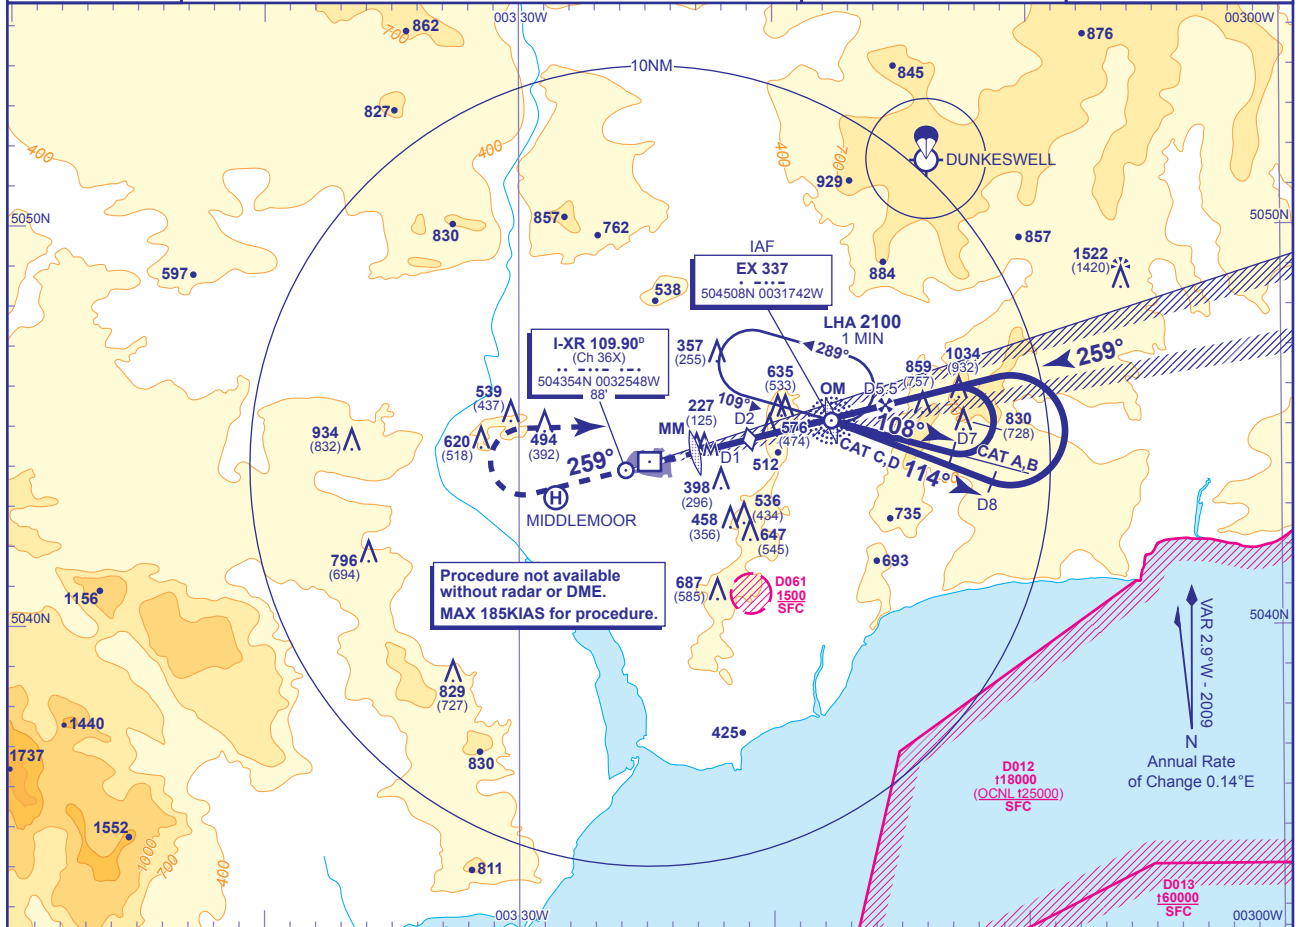 00330W
00300W
862
700
876
10NM
845
827
400
400
400
700
DUNKESWELL
929
5050N
5050N
857
762
830
857
IAF
EX 337
504508N 0031742W
1522
(1420)
597
884
538
LHA 2100
1 MIN
I-XR 109.90ᴰ
(Ch 36X)
504354N 0032548W
88'
357
(255)
289°
259°
1034
(932)
859
(757)
635
(533)
OM
D5.5
539
(437)
109°
227
(125)
D2
108°
830
(728)
934
(832)
620
(518)
494
(392)
MM
576
(474)
D7
259°
D1
512
CAT C,D
114°
CAT A,B
H
MIDDLEMOOR
398
(296)
D8
536
(434)
458
(356)
647
(545)
735
796
(694)
693
Procedure not available
without radar or DME.
MAX 185KIAS for procedure.
687
(585)
D061
1500
SFC
1156
5040N
5040N
VAR 2.9°W - 2009
N
Annual Rate
of Change 0.14°E
829
(727)
1440
425
1737
830
D012
†18000
(OCNL †25000)
SFC
1552
1000
700
400
811
D013
†60000
SFC
00330W
00300W